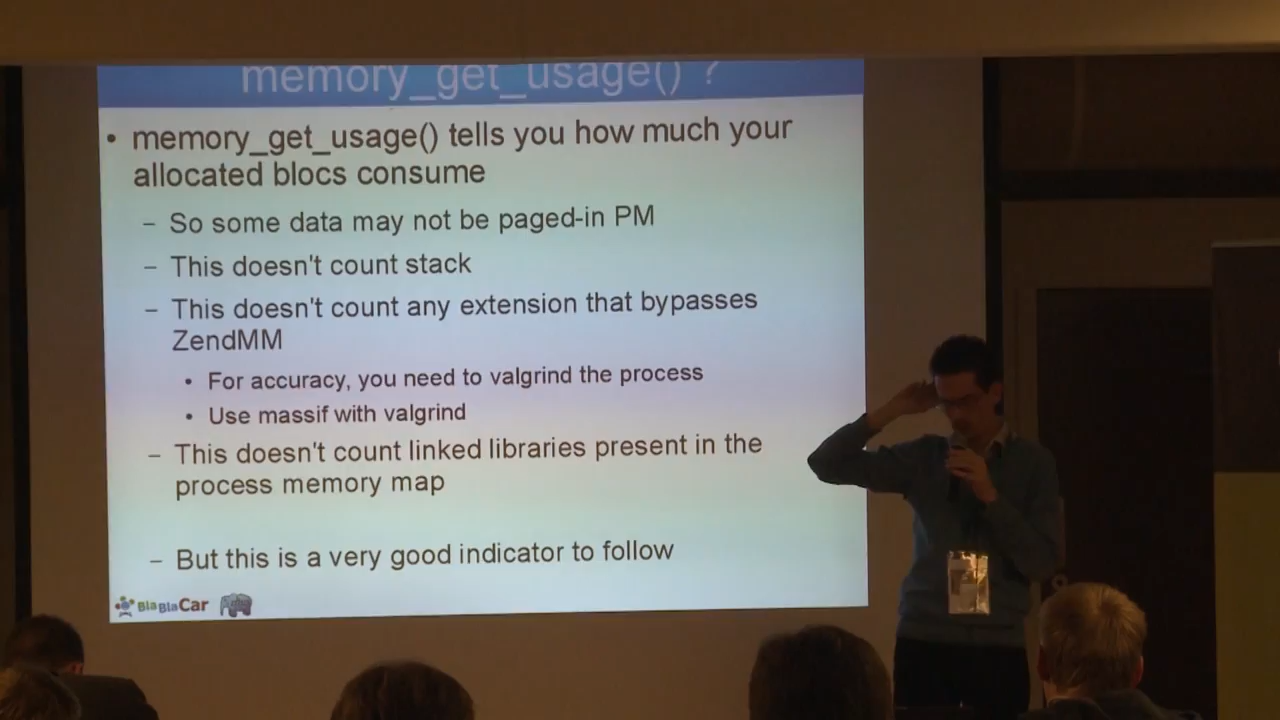 memory_get_usage() ?
• memory_get_usage() tells you how much your
allocated blocs consume
– So some data may not be paged-in PM
– This doesn't count stack
– This doesn't count any extension that bypasses
ZendMM
• For accuracy, you need to valgrind the process
• Use massif with valgrind
– This doesn't count linked libraries present in the
process memory map
– But this is a very good indicator to follow
BlaBlaCar